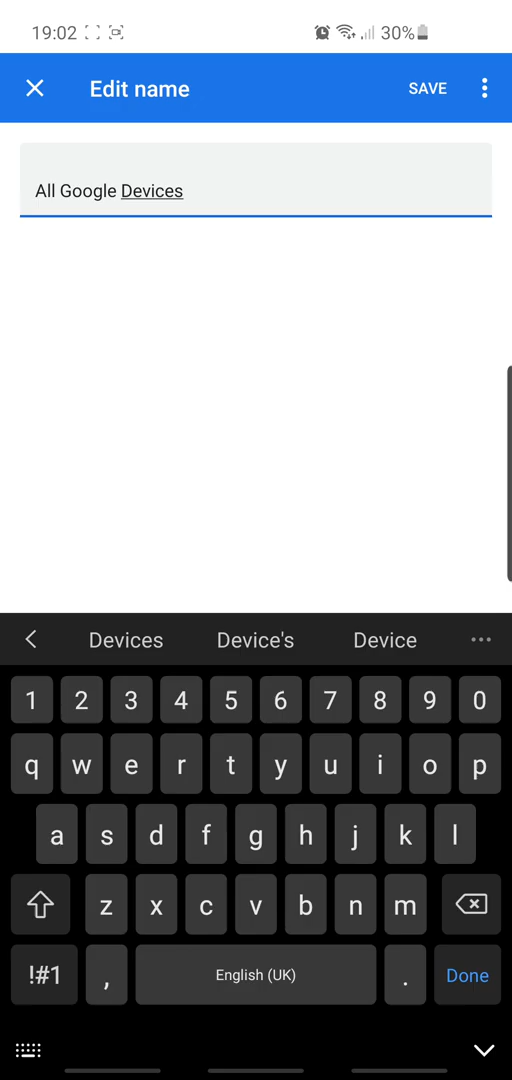 19:02 30%
Edit name SAVE
All Google Devices
Devices Device's Device
1 2 3 4 5 6 7 8 9 0
q w e r t y u i o p
a s d f g h j k l
z x c v b n m
!#1 , English (UK) . Done